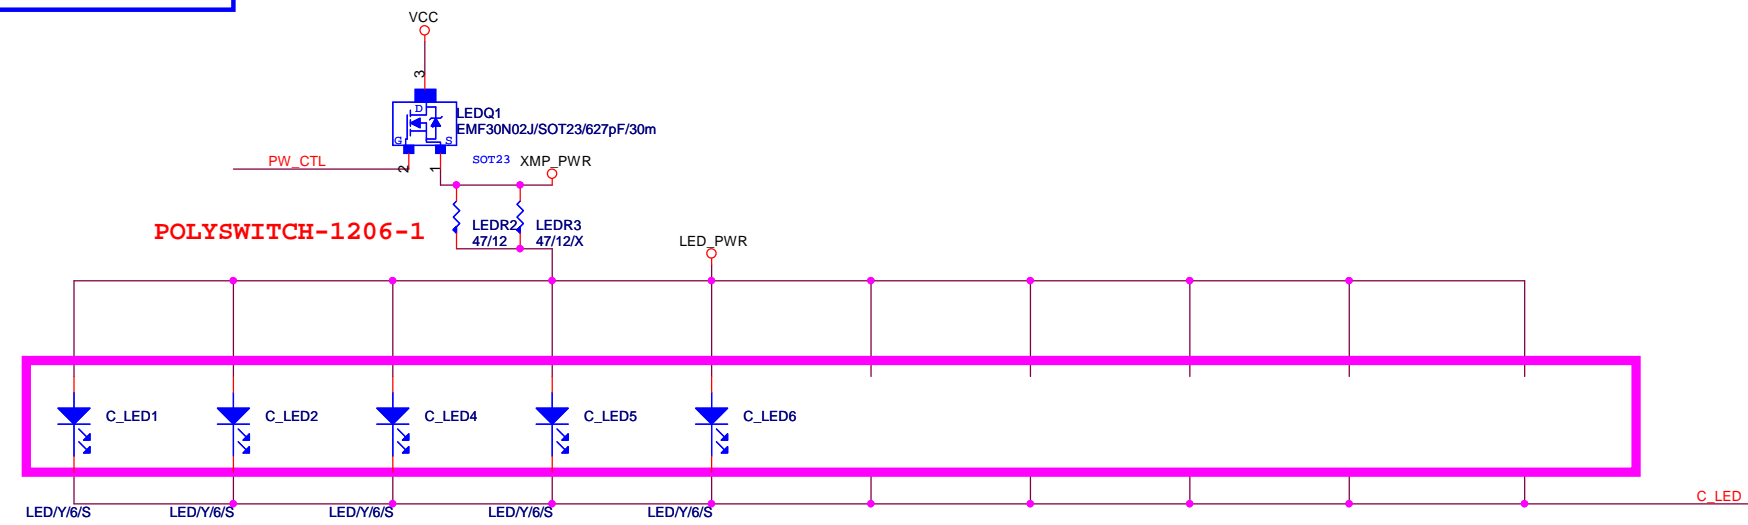 VCC
3
D
G
S
LEDQ1
EMF30N02J/SOT23/627pF/30m
PW_CTL
2
1
SOT23
XMP_PWR
POLYSWITCH-1206-1
LEDR2
47/12
LEDR3
47/12/X
LED_PWR
C_LED1
C_LED2
C_LED4
C_LED5
C_LED6
C_LED
LED/Y/6/S
LED/Y/6/S
LED/Y/6/S
LED/Y/6/S
LED/Y/6/S